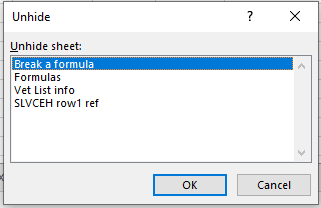 Unhide
?
Unhide sheet:
Break a formula
Formulas
Vet List info
SLVCEH row1 ref
OK Cancel